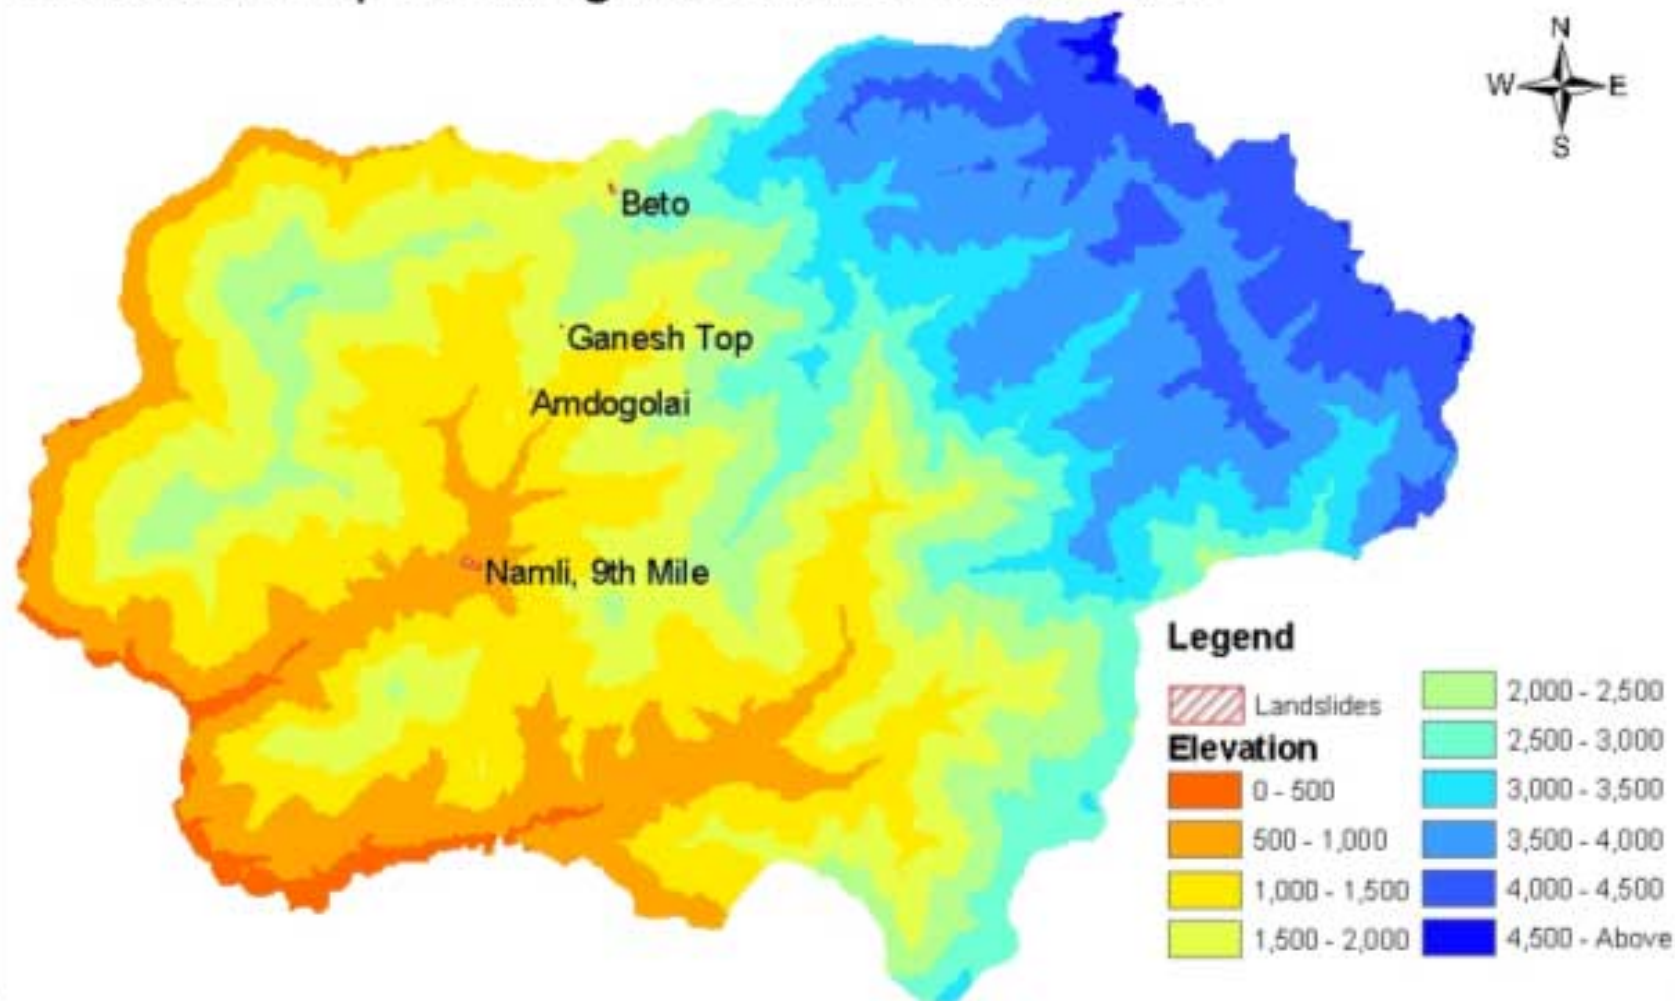 N
W E
S
Beto
Ganesh Top
Amdogolai
Namli, 9th Mile
Legend
Landslides
Elevation
0 - 500
500 - 1,000
1,000 - 1,500
1,500 - 2,000
2,000 - 2,500
2,500 - 3,000
3,000 - 3,500
3,500 - 4,000
4,000 - 4,500
4,500 - Above